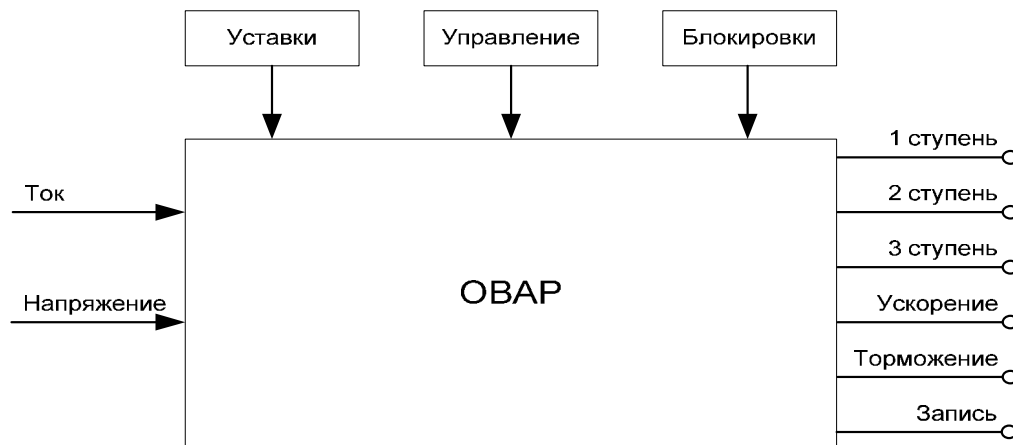 Уставки
Управление
Блокировки
1 ступень
Ток
2 ступень
3 ступень
ОВАР
Напряжение
Ускорение
Торможение
Запись